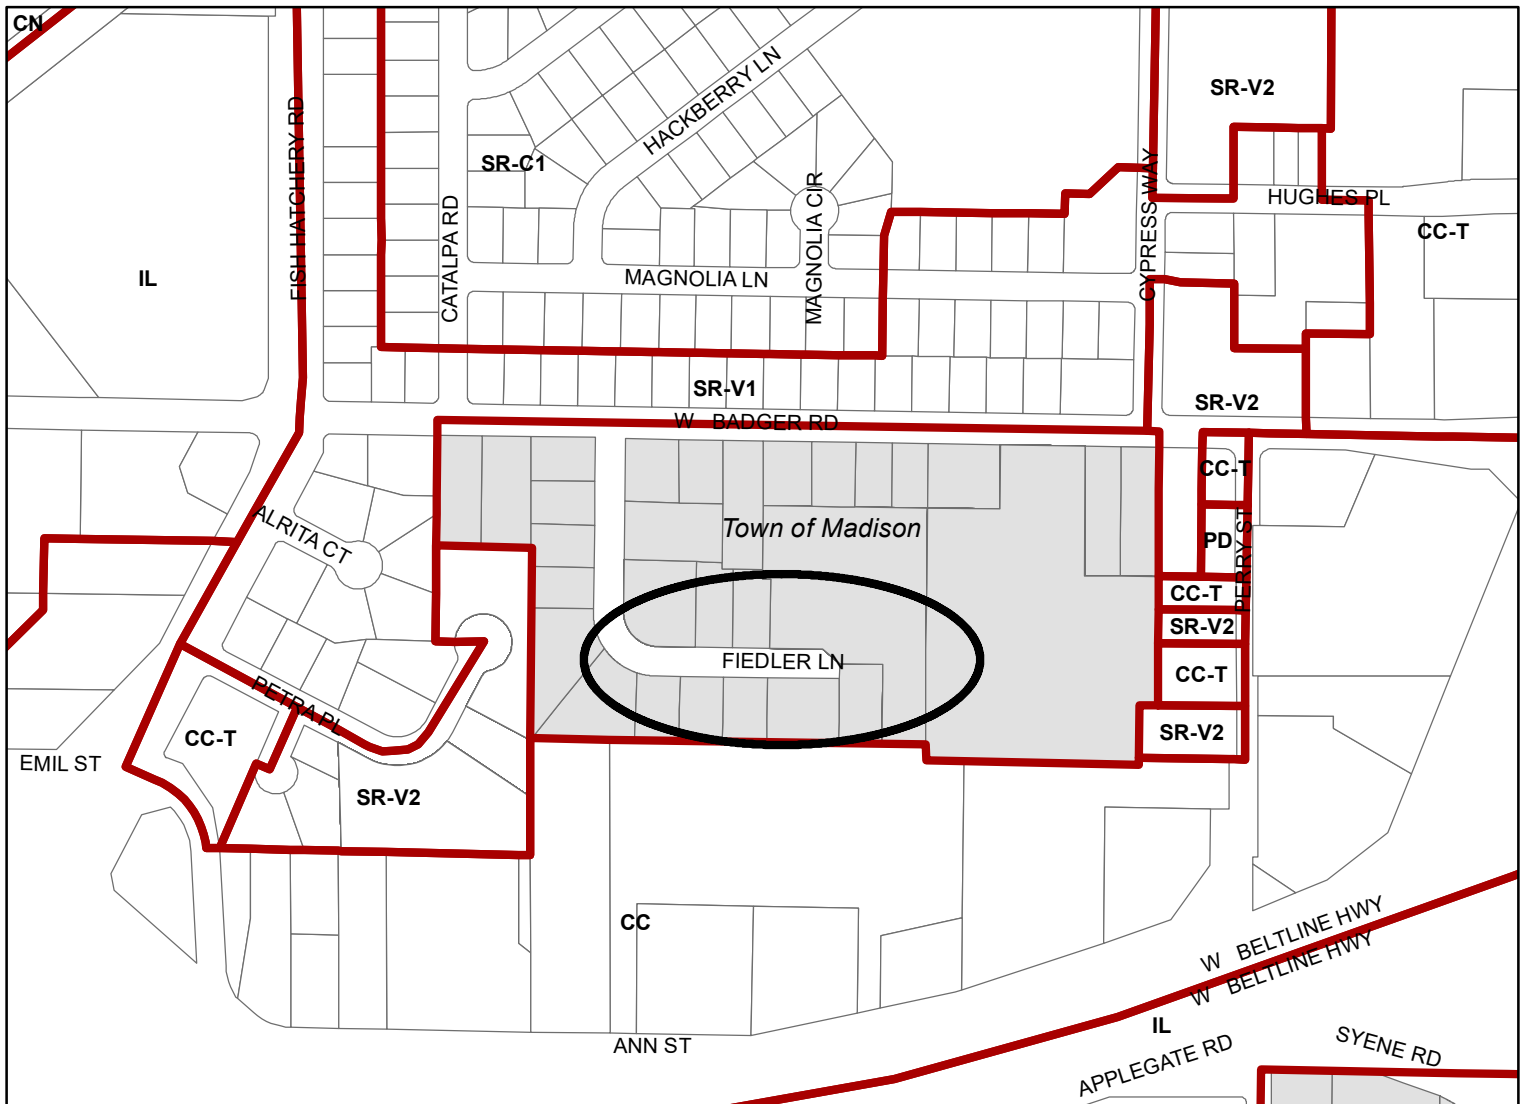 CN
SR-V2
HACKBERRY LN
FISH HATCHERY RD
SR-C1
CYPRESS WAY
MAGNOLIA CIR
HUGHES PL
CATALPA RD
CC-T
IL
MAGNOLIA LN
SR-V1
SR-V2
W BADGER RD
CC-T
ALRITA CT
Town of Madison
PD
PERRY ST
CC-T
SR-V2
FIEDLER LN
CC-T
PETRA PL
CC-T
SR-V2
EMIL ST
SR-V2
CC
W BELTLINE HWY
W BELTLINE HWY
IL
ANN ST
SYENE RD
APPLEGATE RD